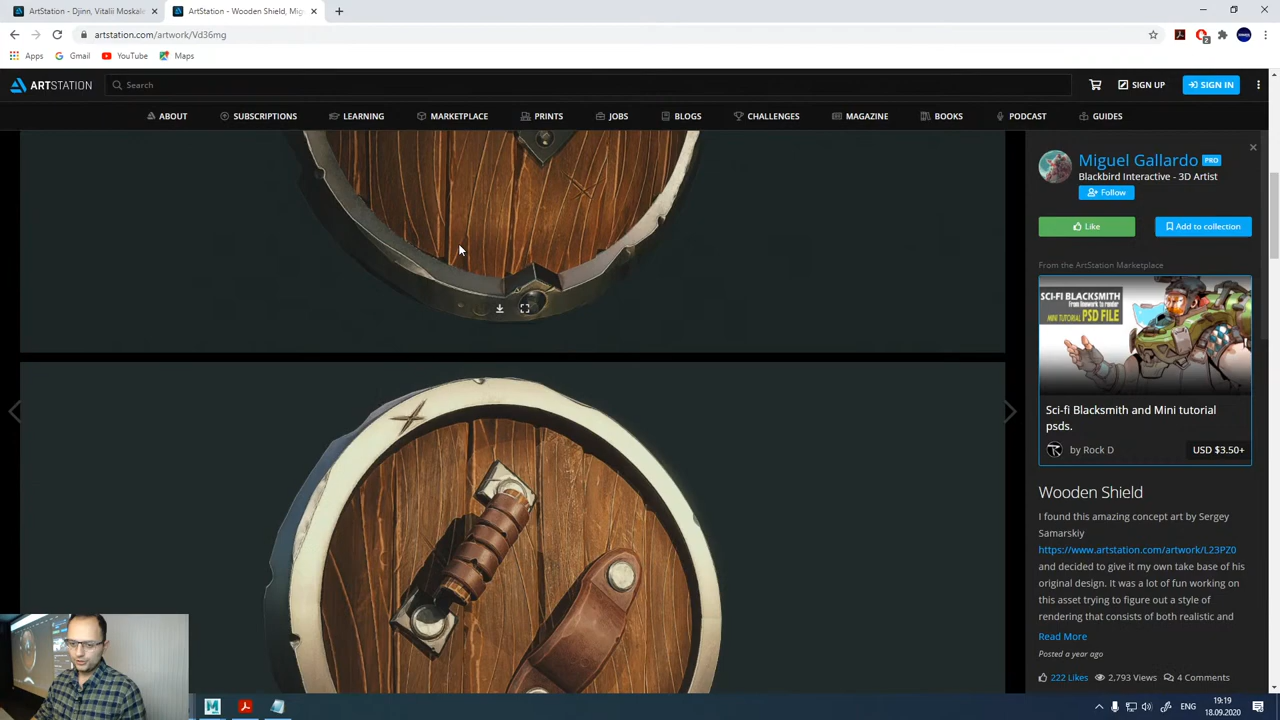 ArtStation - Djinn, Vitalii Moskale
ArtStation - Wooden Shield, Mig
artstation.com/artwork/Vd36mg
Apps
Gmail
YouTube
Maps
ARTSTATION
Search
SIGN UP
SIGN IN
ABOUT
SUBSCRIPTIONS
LEARNING
MARKETPLACE
PRINTS
JOBS
BLOGS
CHALLENGES
MAGAZINE
BOOKS
PODCAST
GUIDES
Miguel Gallardo PRO
Blackbird Interactive - 3D Artist
Follow
Like
Add to collection
From the ArtStation Marketplace
SCI-FI BLACKSMITH
MINI TUTORIAL PSD FILE
Sci-fi Blacksmith and Mini tutorial
psds.
by Rock D
USD $3.50+
Wooden Shield
I found this amazing concept art by Sergey
Samarskiy
https://www.artstation.com/artwork/L23PZ0
and decided to give it my own take base of his
original design. It was a lot of fun working on
this asset trying to figure out a style of
rendering that consists of both realistic and
Read More
Posted a year ago
222 Likes
2,793 Views
4 Comments
ENG
19:19
18.09.2020